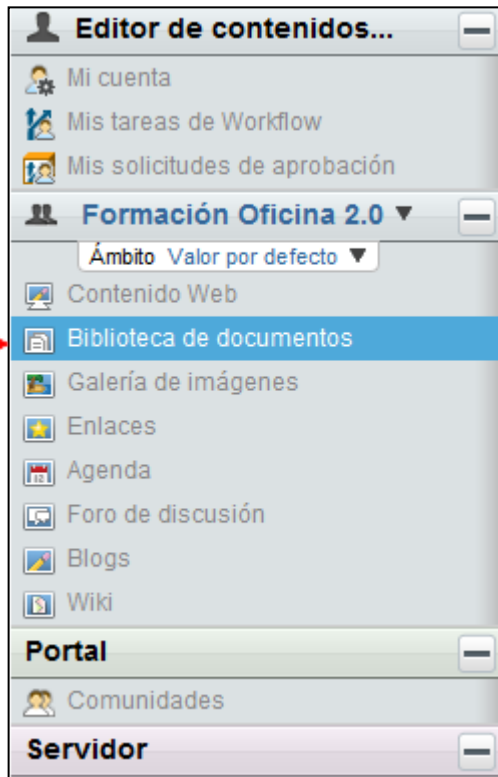 Editor de contenidos...
Mi cuenta
Mis tareas de Workflow
Mis solicitudes de aprobación
Formación Oficina 2.0
Ámbito Valor por defecto
Contenido Web
Biblioteca de documentos
Galería de imágenes
Enlaces
Agenda
Foro de discusión
Blogs
Wiki
Portal
Comunidades
Servidor